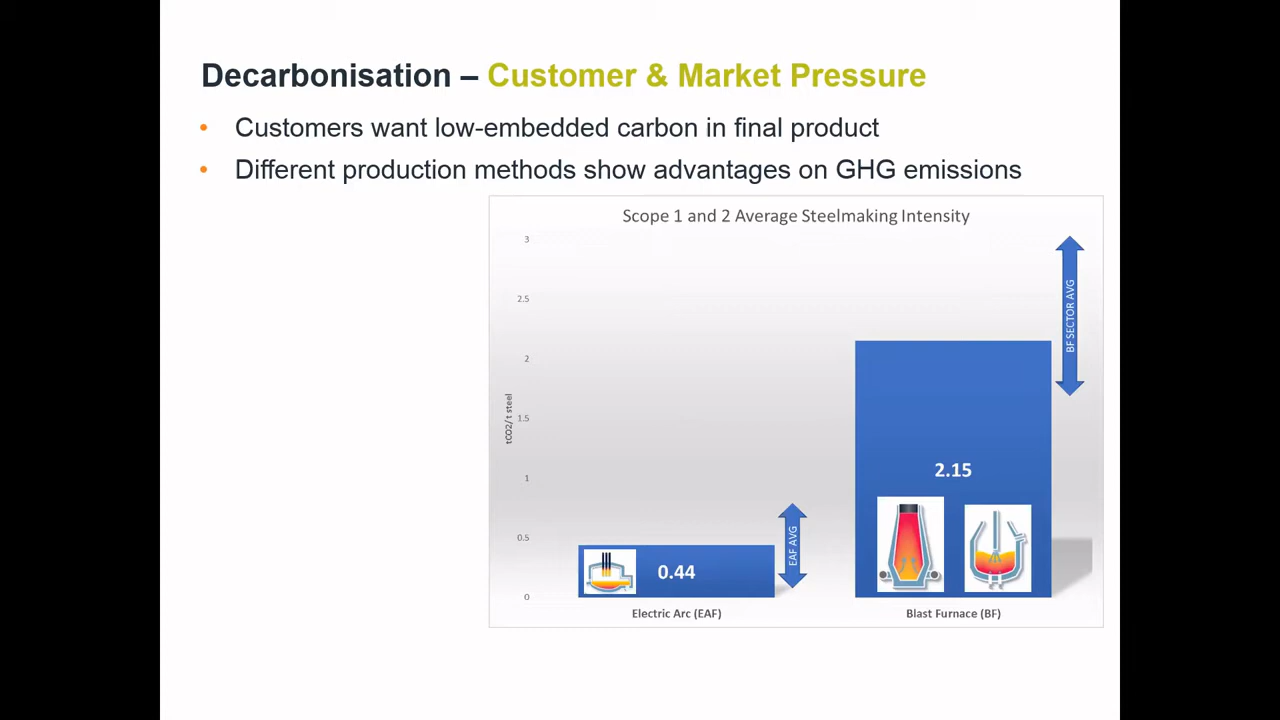 Decarbonisation – Customer & Market Pressure
• Customers want low-embedded carbon in final product
• Different production methods show advantages on GHG emissions
Scope 1 and 2 Average Steelmaking Intensity
3
2.5
2
1.5
1
0.5
0
tCO2/t steel
0.44
EAF AVG
2.15
BF SECTOR AVG
Electric Arc (EAF)
Blast Furnace (BF)